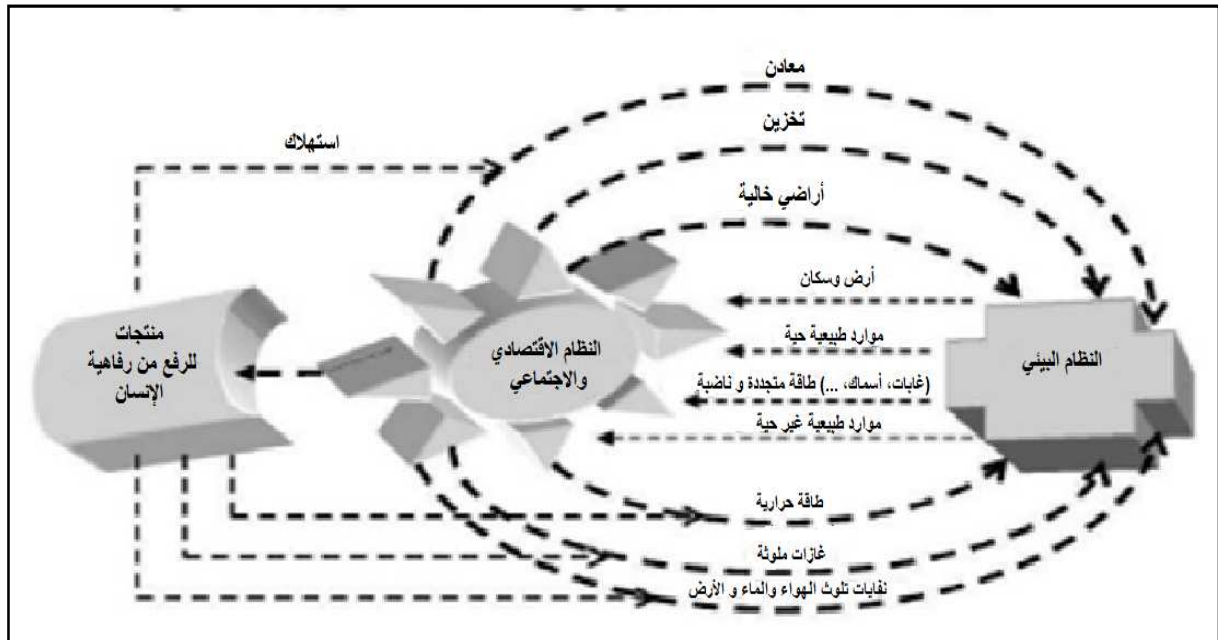 معادن
تخزين
استهلاك
أراضي خالية
أرض وسكان
موارد طبيعية حية
(غابات، أسماك، ...) طاقة متجددة و ناضبة
موارد طبيعية غير حية
النظام البيئي
النظام الاقتصادي
والاجتماعي
منتجات
للرفع من رفاهية
الإنسان
طاقة حرارية
غازات ملوثة
نفايات تلوث الهواء والماء و الأرض